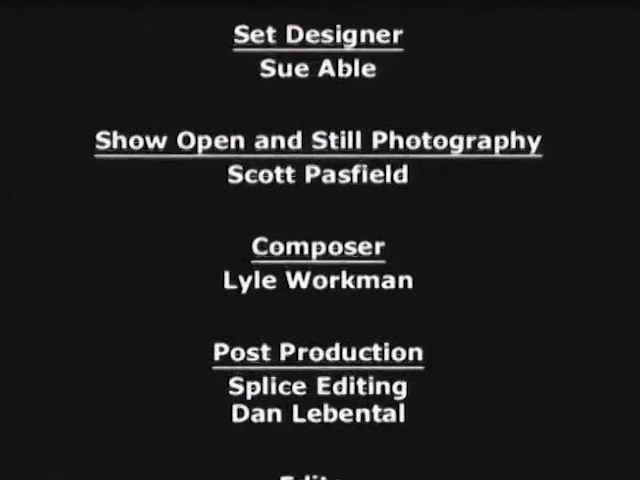 Set Designer
Sue Able
Show Open and Still Photography
Scott Pasfield
Composer
Lyle Workman
Post Production
Splice Editing
Dan Lebental